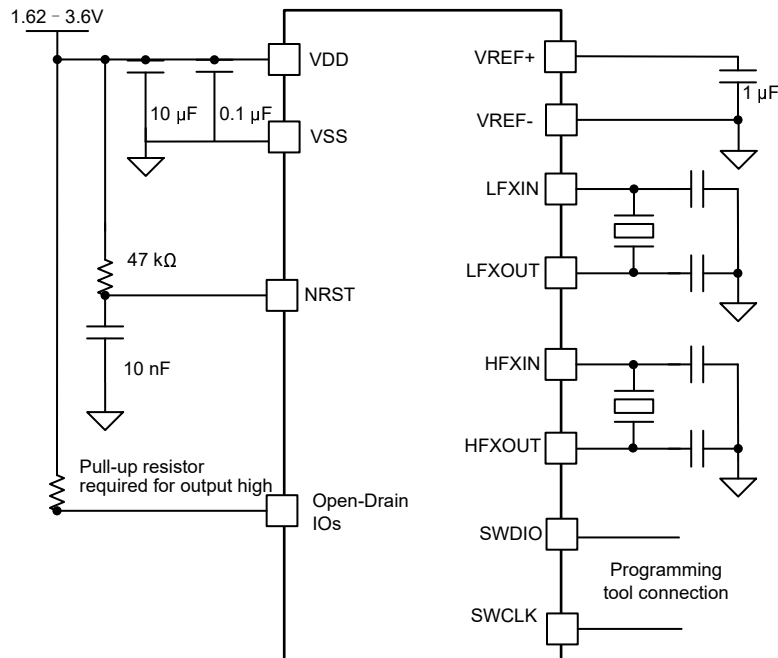 1.62 – 3.6V
VDD
10 µF
0.1 µF
VSS
47 kΩ
NRST
10 nF
Pull-up resistor
required for output high
Open-Drain
IOs
VREF+
1 µF
VREF-
LFXIN
LFXOUT
HFXIN
HFXOUT
SWDIO
Programming
tool connection
SWCLK